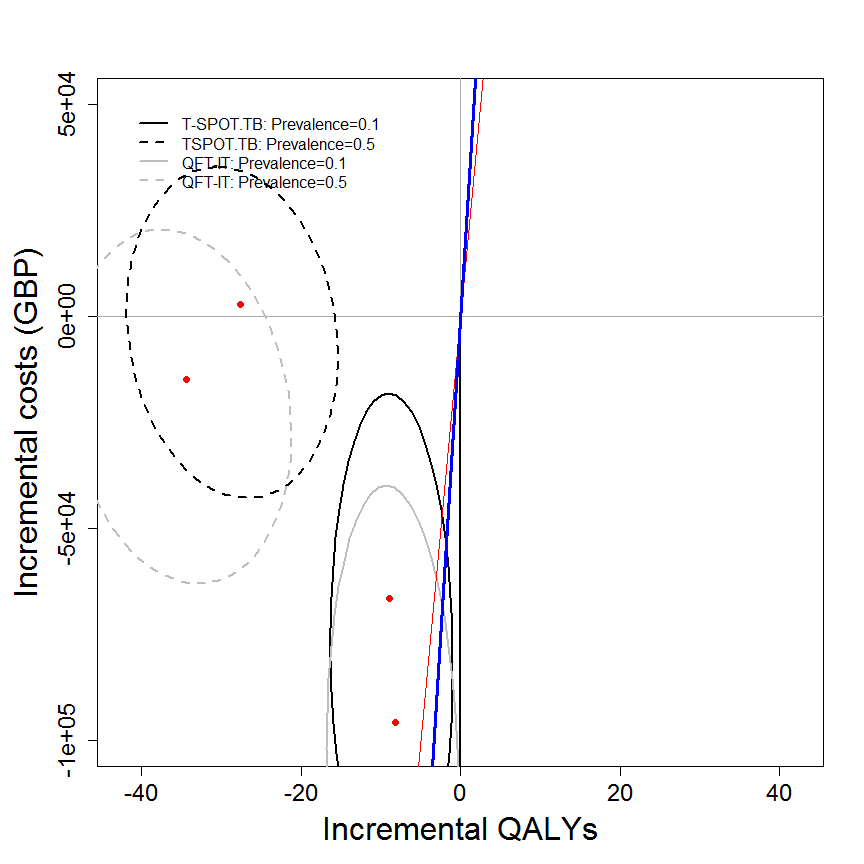 5e+04
T-SPOT.TB: Prevalence=0.1
TSPOT.TB: Prevalence=0.5
QFT-IT: Prevalence=0.1
QFT-IT: Prevalence=0.5
Incremental costs (GBP)
0e+00
-5e+04
-1e+05
-40 -20 0 20 40
Incremental QALYs